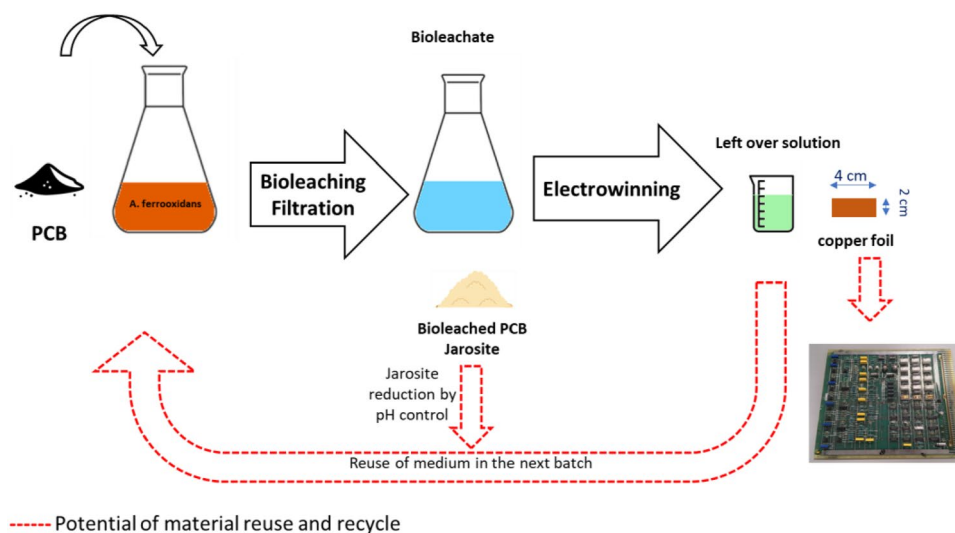 Bioleachate
A. ferrooxidans
PCB
Bioleaching
Filtration
Electrowinning
Left over solution
4 cm
2 cm
copper foil
Bioleached PCB
Jarosite
Jarosite
reduction by
pH control
Reuse of medium in the next batch
Potential of material reuse and recycle